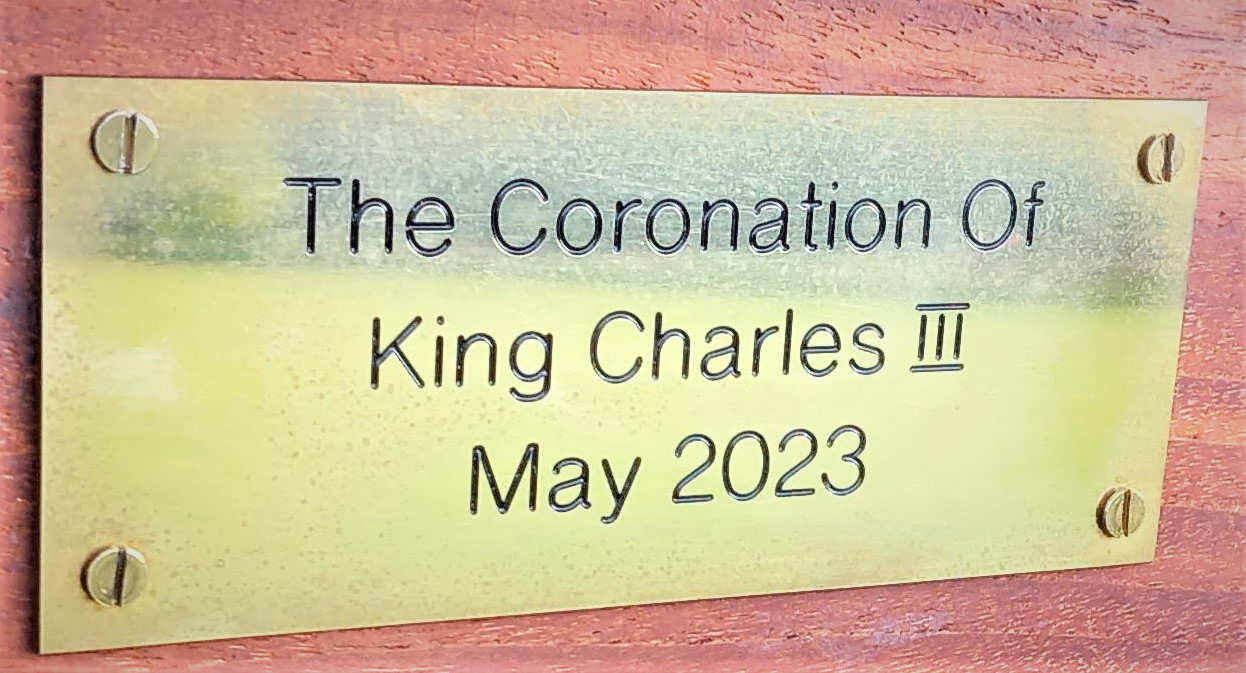 The Coronation Of
King Charles III
May 2023